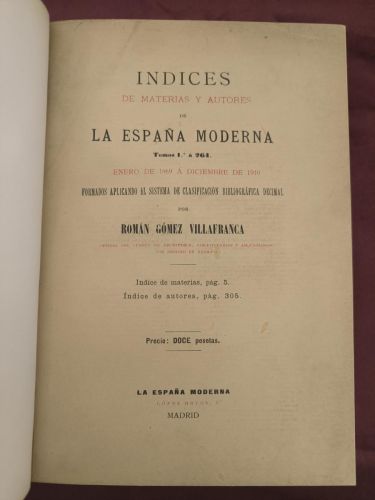 INDICES
DE MATERIAS Y AUTORES
DE
LA ESPAÑA MODERNA
Tomos 1.º á 264.
ENERO DE 1889 Á DICIEMBRE DE 1910
FORMADOS APLICANDO EL SISTEMA DE CLASIFICACIÓN BIBLIOGRÁFICA DECIMAL
POR
ROMÁN GÓMEZ VILLAFRANCA
Indice de materias, pág. 5.
Índice de autores, pág. 305.
Precio: DOCE pesetas.
LA ESPAÑA MODERNA
MADRID